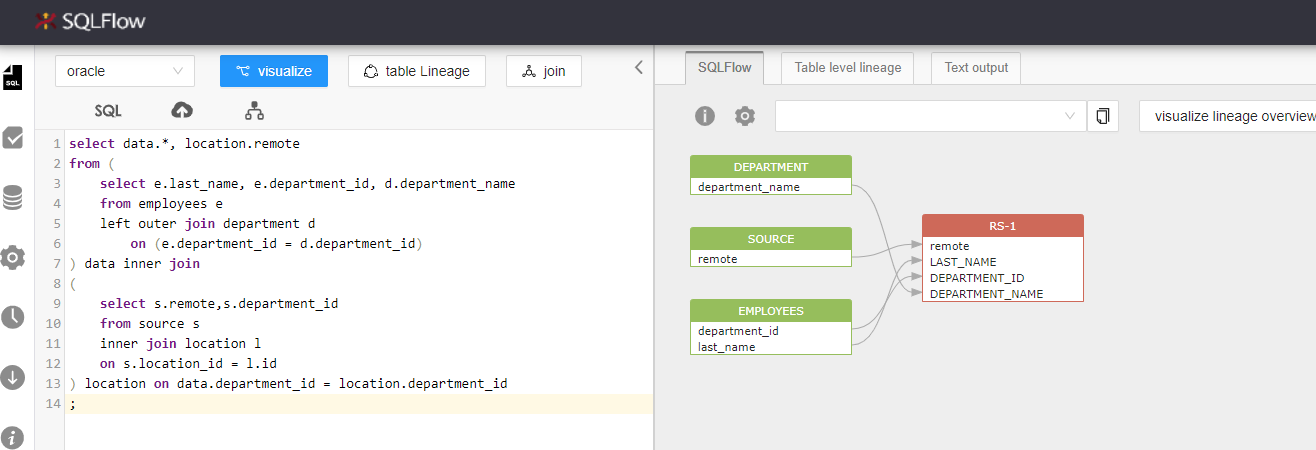 SQLFlow
oracle
visualize
table Lineage
join
SQL
SQL
1 select data.*, location.remote
2 from (
3 select e.last_name, e.department_id, d.department_name
4 from employees e
5 left outer join department d
6 on (e.department_id = d.department_id)
7 ) data inner join
8 (
9 select s.remote,s.department_id
10 from source s
11 inner join location l
12 on s.location_id = l.id
13 ) location on data.department_id = location.department_id
14 ;
SQLFlow
Table level lineage
Text output
visualize lineage overview
DEPARTMENT
department_name
SOURCE
remote
EMPLOYEES
department_id
last_name
RS-1
remote
LAST_NAME
DEPARTMENT_ID
DEPARTMENT_NAME